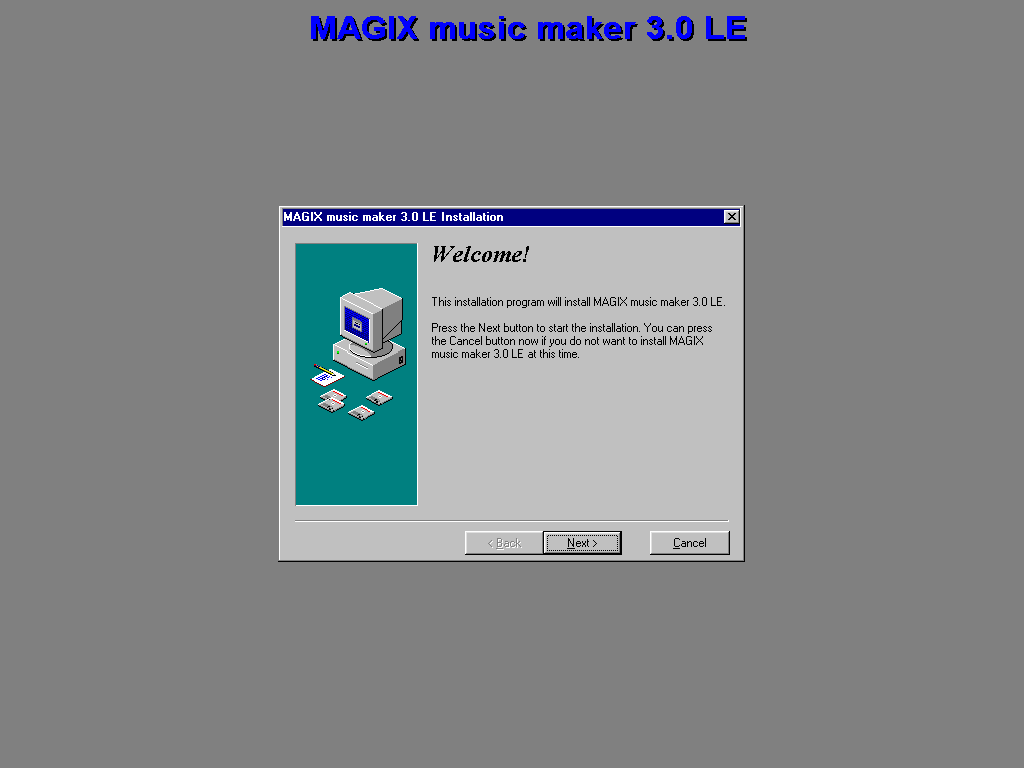 MAGIX music maker 3.0 LE
MAGIX music maker 3.0 LE Installation
Welcome!
This installation program will install MAGIX music maker 3.0 LE.
Press the Next button to start the installation. You can press
the Cancel button now if you do not want to install MAGIX
music maker 3.0 LE at this time.
< Back
Next >
Cancel